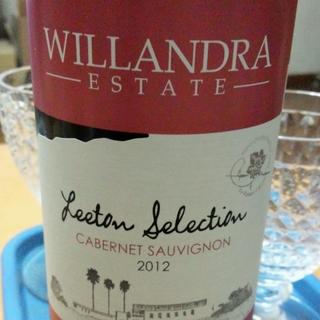 WILLANDRA
ESTATE
Leeton Selection
CABERNET SAUVIGNON
2012